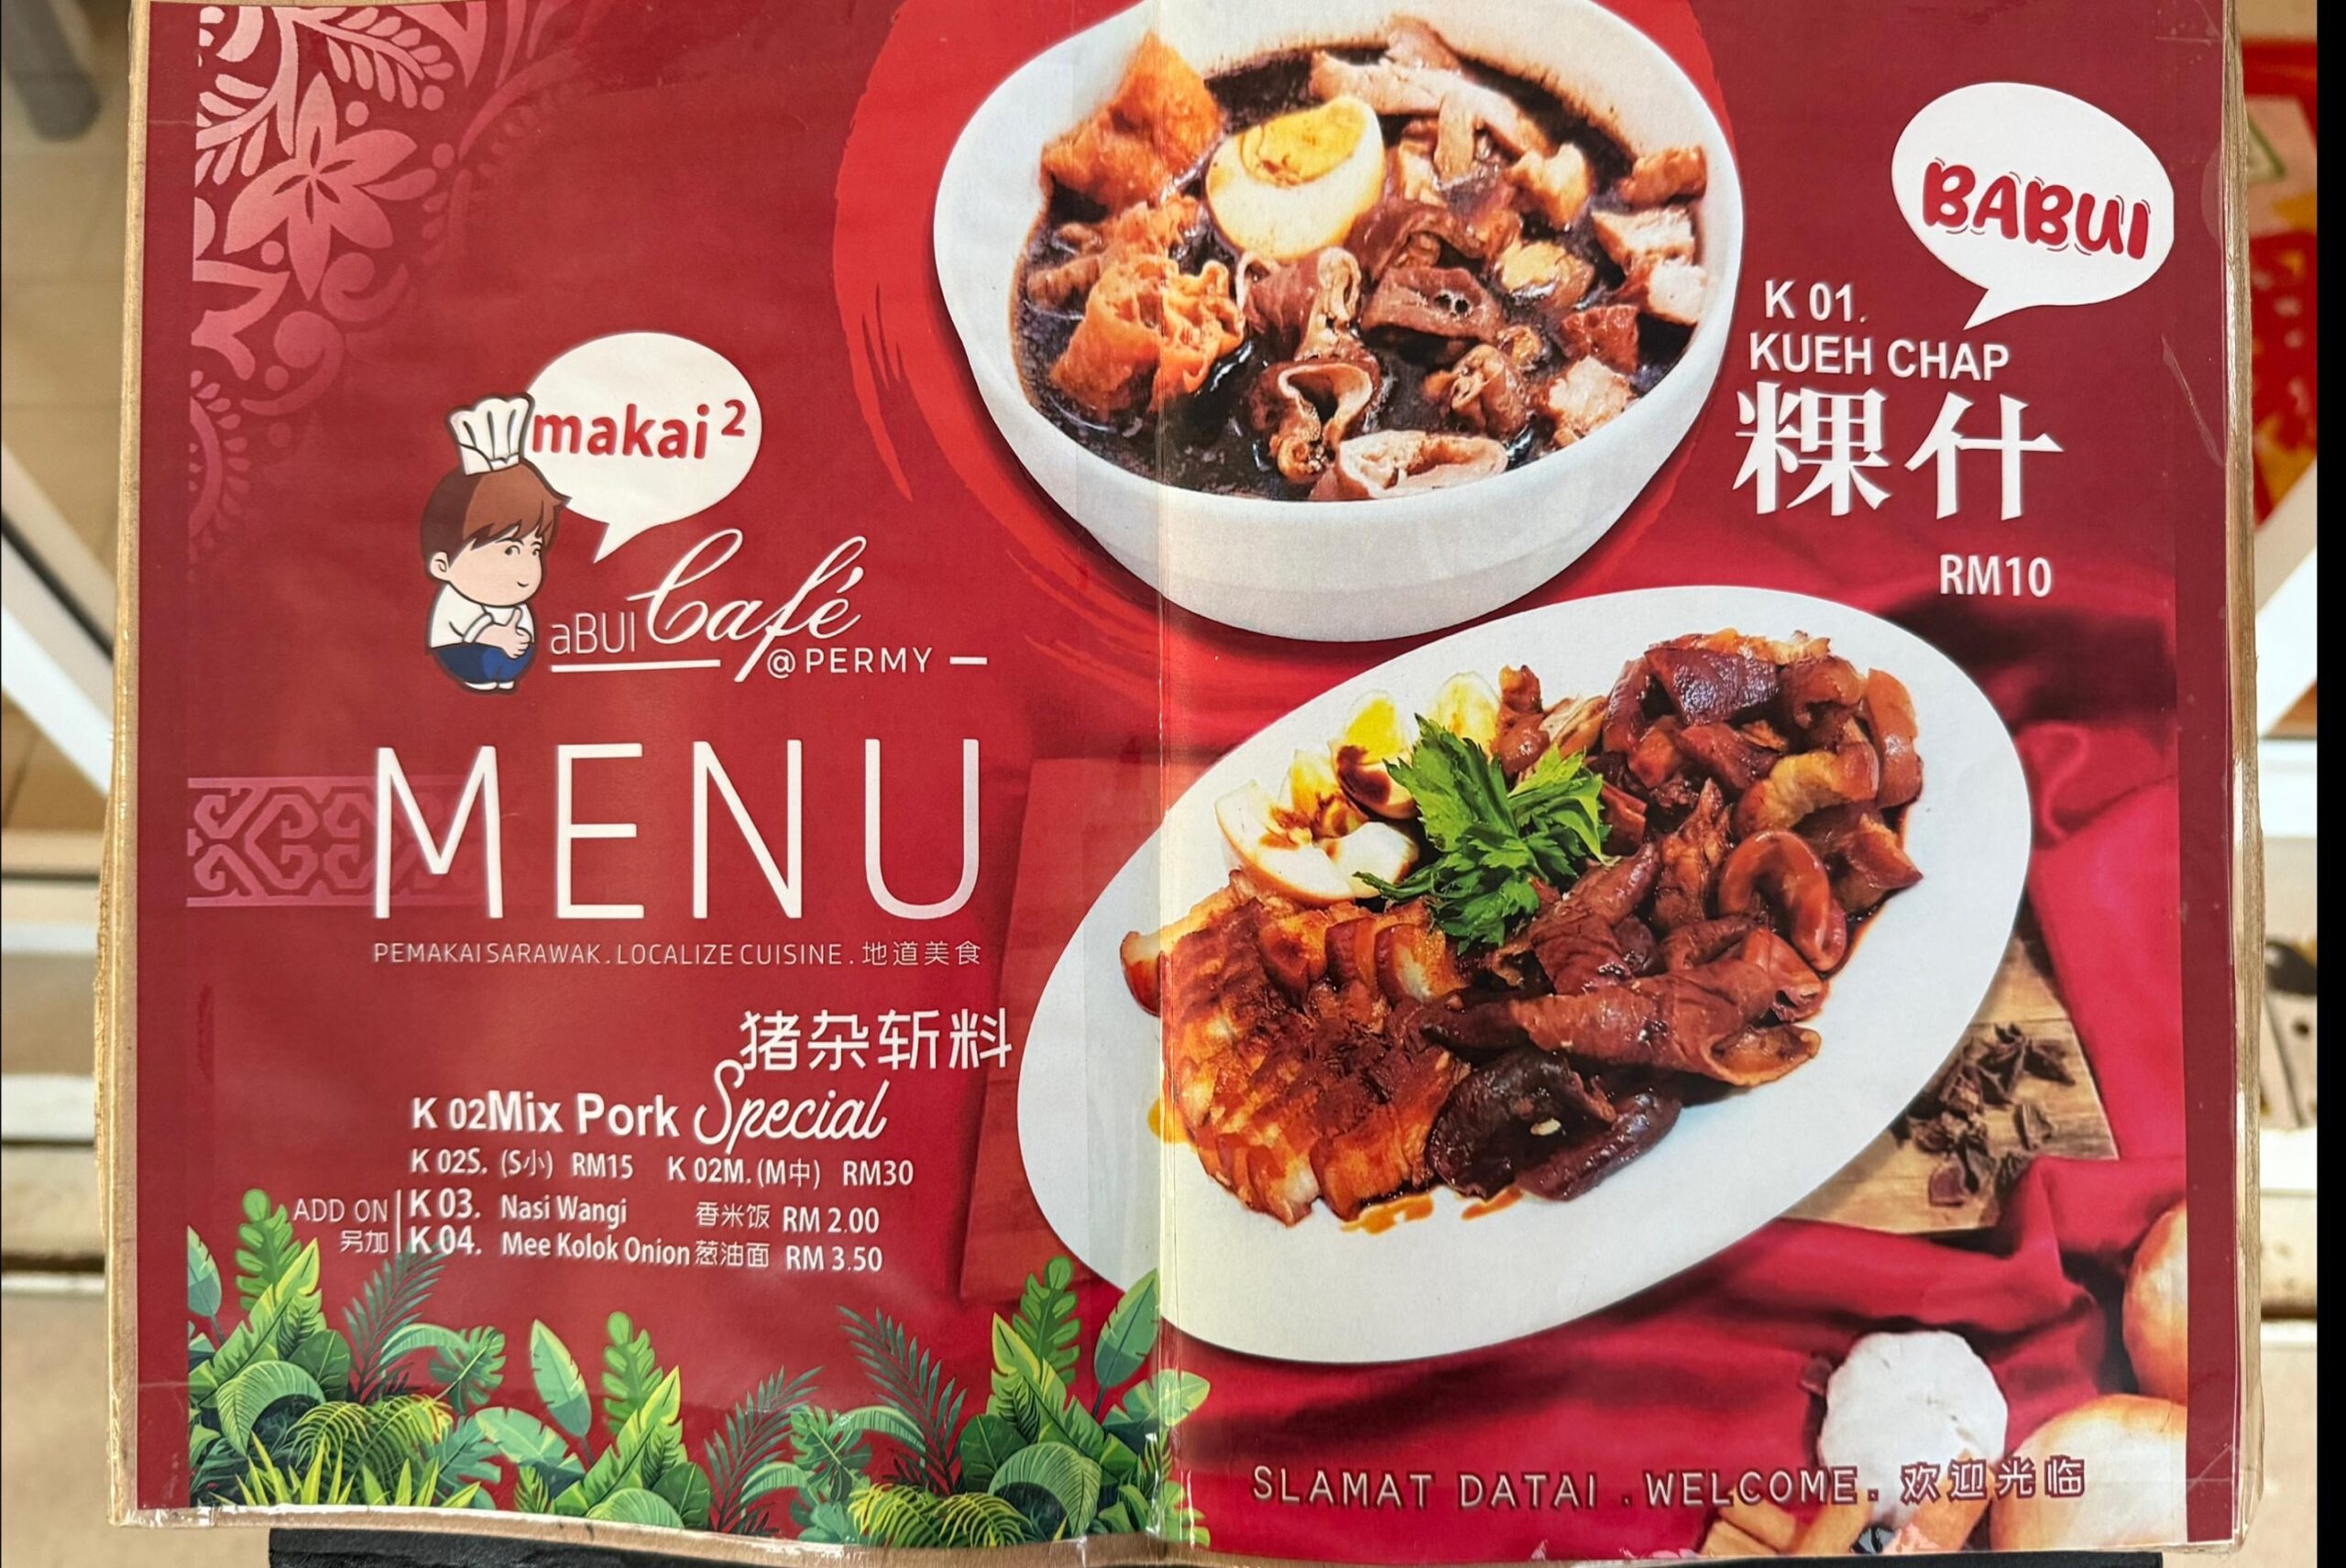 BABUI
K 01.
KUEH CHAP
粿什
RM10
makai²
aBUI Café
@PERMY
MENU
PEMAKAI SARAWAK.LOCALIZE CUISINE.地道美食
猪杂斩料
K 02Mix Pork Special
K 02S. (S小) RM15 K 02M. (M中) RM30
ADD ON K 03. Nasi Wangi 香米饭 RM 2.00
另加 K 04. Mee Kolok Onion 葱油面 RM 3.50
SLAMAT DATAI .WELCOME. 欢迎光临